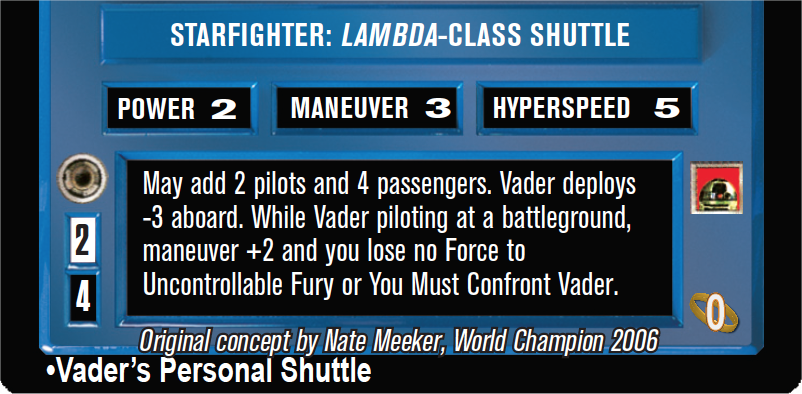 STARFIGHTER: LAMBDA-CLASS SHUTTLE
POWER 2 MANEUVER 3 HYPERSPEED 5
May add 2 pilots and 4 passengers. Vader deploys
-3 aboard. While Vader piloting at a battleground,
maneuver +2 and you lose no Force to
Uncontrollable Fury or You Must Confront Vader.
2
4
0
Original concept by Nate Meeker, World Champion 2006
•Vader's Personal Shuttle